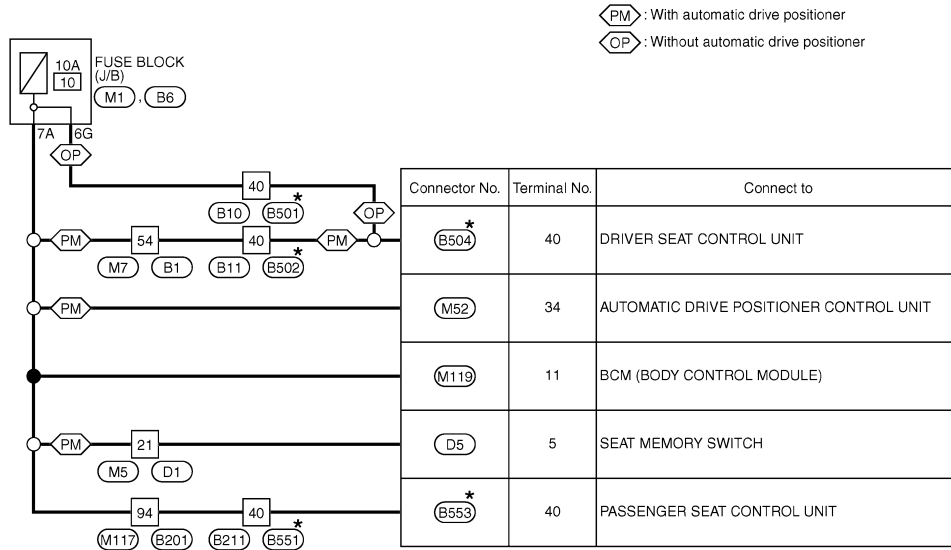 PM : With automatic drive positioner
OP : Without automatic drive positioner
10A
10
FUSE BLOCK
(J/B)
M1 , B6
7A 6G
OP
40
B10 B501 *
OP
PM 54 40 PM
M7 B1 B11 B502 *
PM
PM 21
M5 D1
94 40
M117 B201 B211 B551 *
Connector No. Terminal No. Connect to
B504 * 40 DRIVER SEAT CONTROL UNIT
M52 34 AUTOMATIC DRIVE POSITIONER CONTROL UNIT
M119 11 BCM (BODY CONTROL MODULE)
D5 5 SEAT MEMORY SWITCH
B553 * 40 PASSENGER SEAT CONTROL UNIT